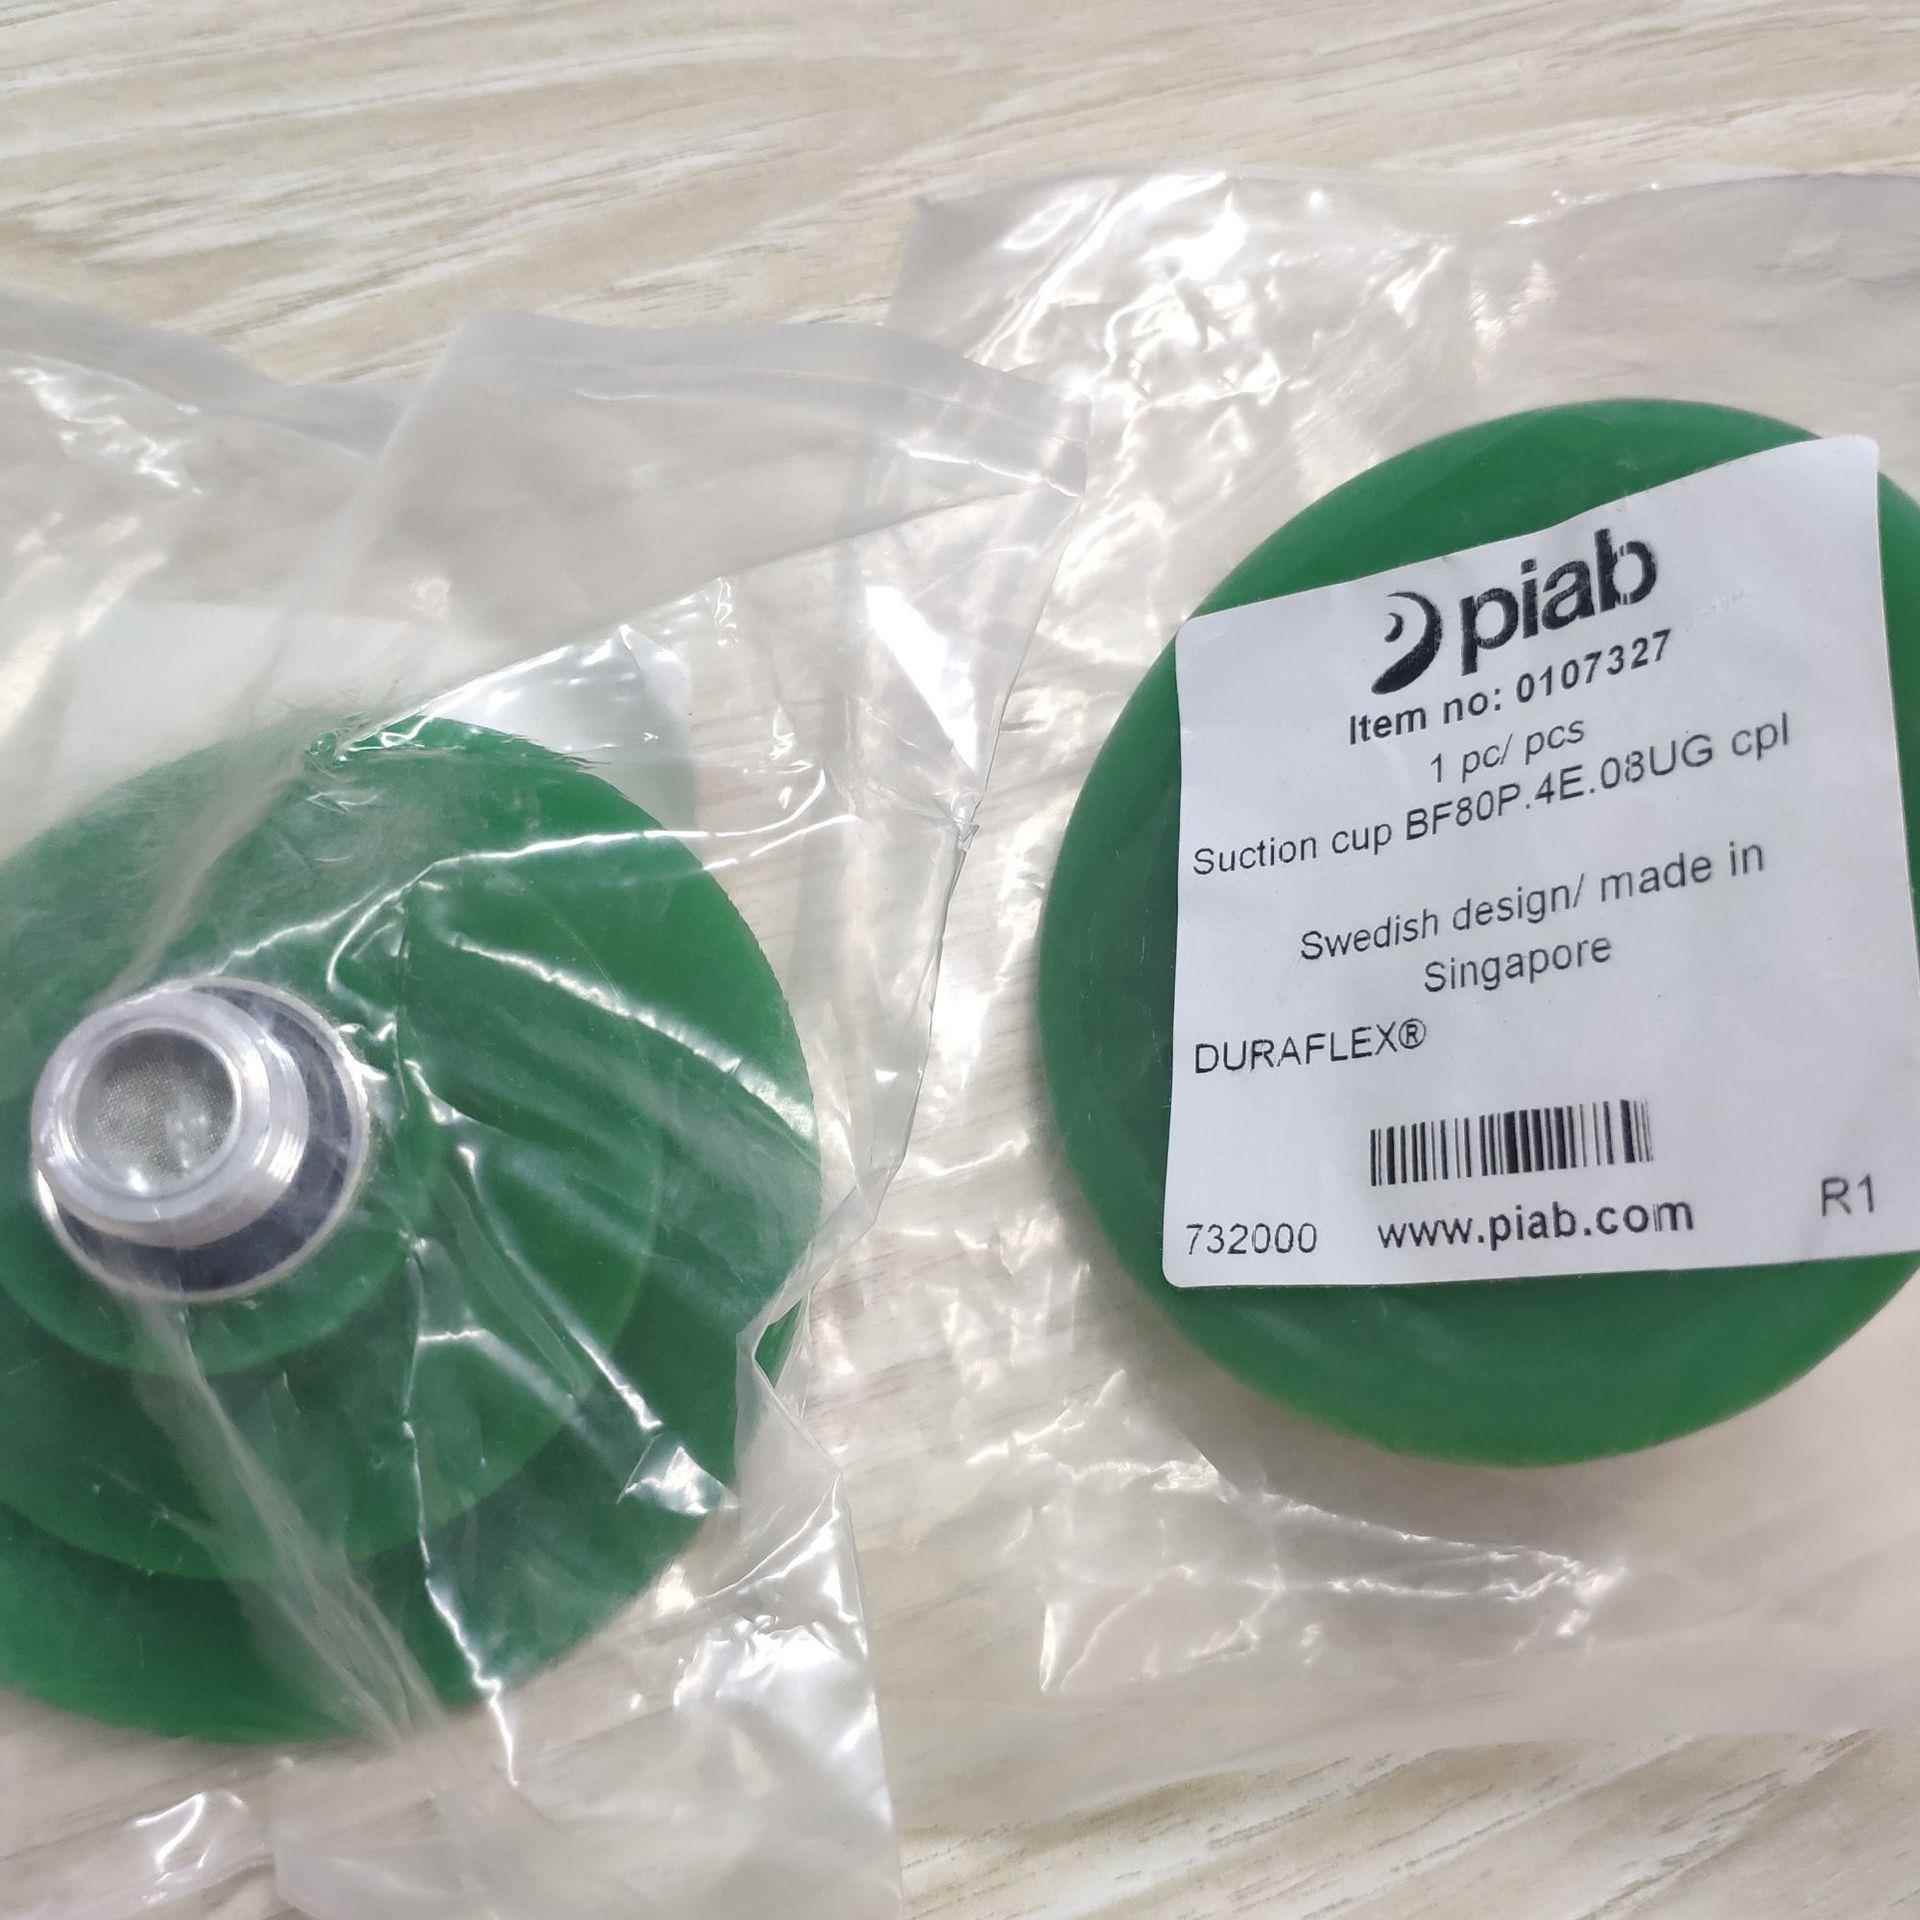 piab
Item no: 0107327
1 pc/ pcs
Suction cup BF80P.4E.08UG cpl
Swedish design/ made in
Singapore
DURAFLEX®
732000 www.piab.com R1